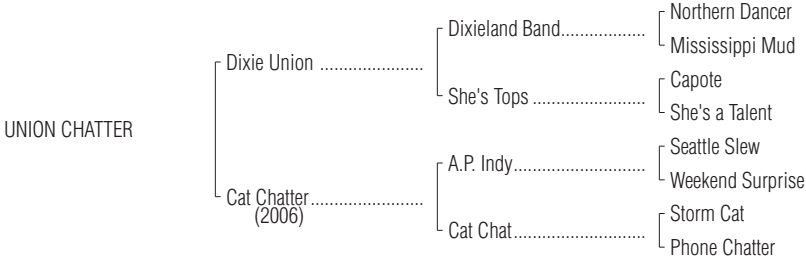 Northern Dancer
Dixieland Band....................
Mississippi Mud
Dixie Union ......................
Capote
She's Tops ........................
She's a Talent
UNION CHATTER
Seattle Slew
A.P. Indy............................
Weekend Surprise
Cat Chatter........................
(2006)
Storm Cat
Cat Chat............................
Phone Chatter